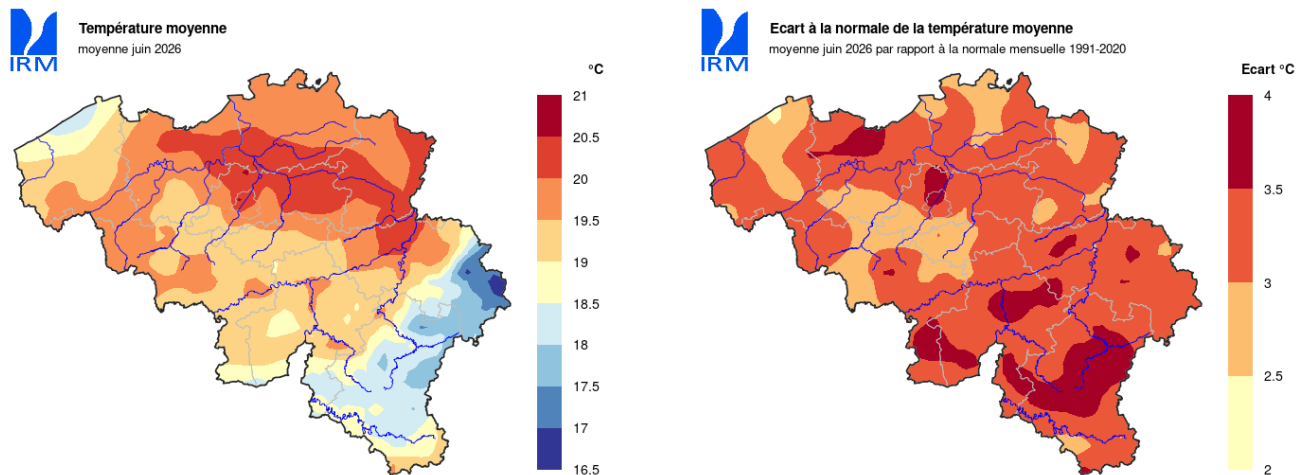 IRM
Température moyenne
moyenne juin 2026
°C
21
20.5
20
19.5
19
18.5
18
17.5
17
16.5
IRM
Ecart à la normale de la température moyenne
moyenne juin 2026 par rapport à la normale mensuelle 1991-2020
Ecart °C
4
3.5
3
2.5
2